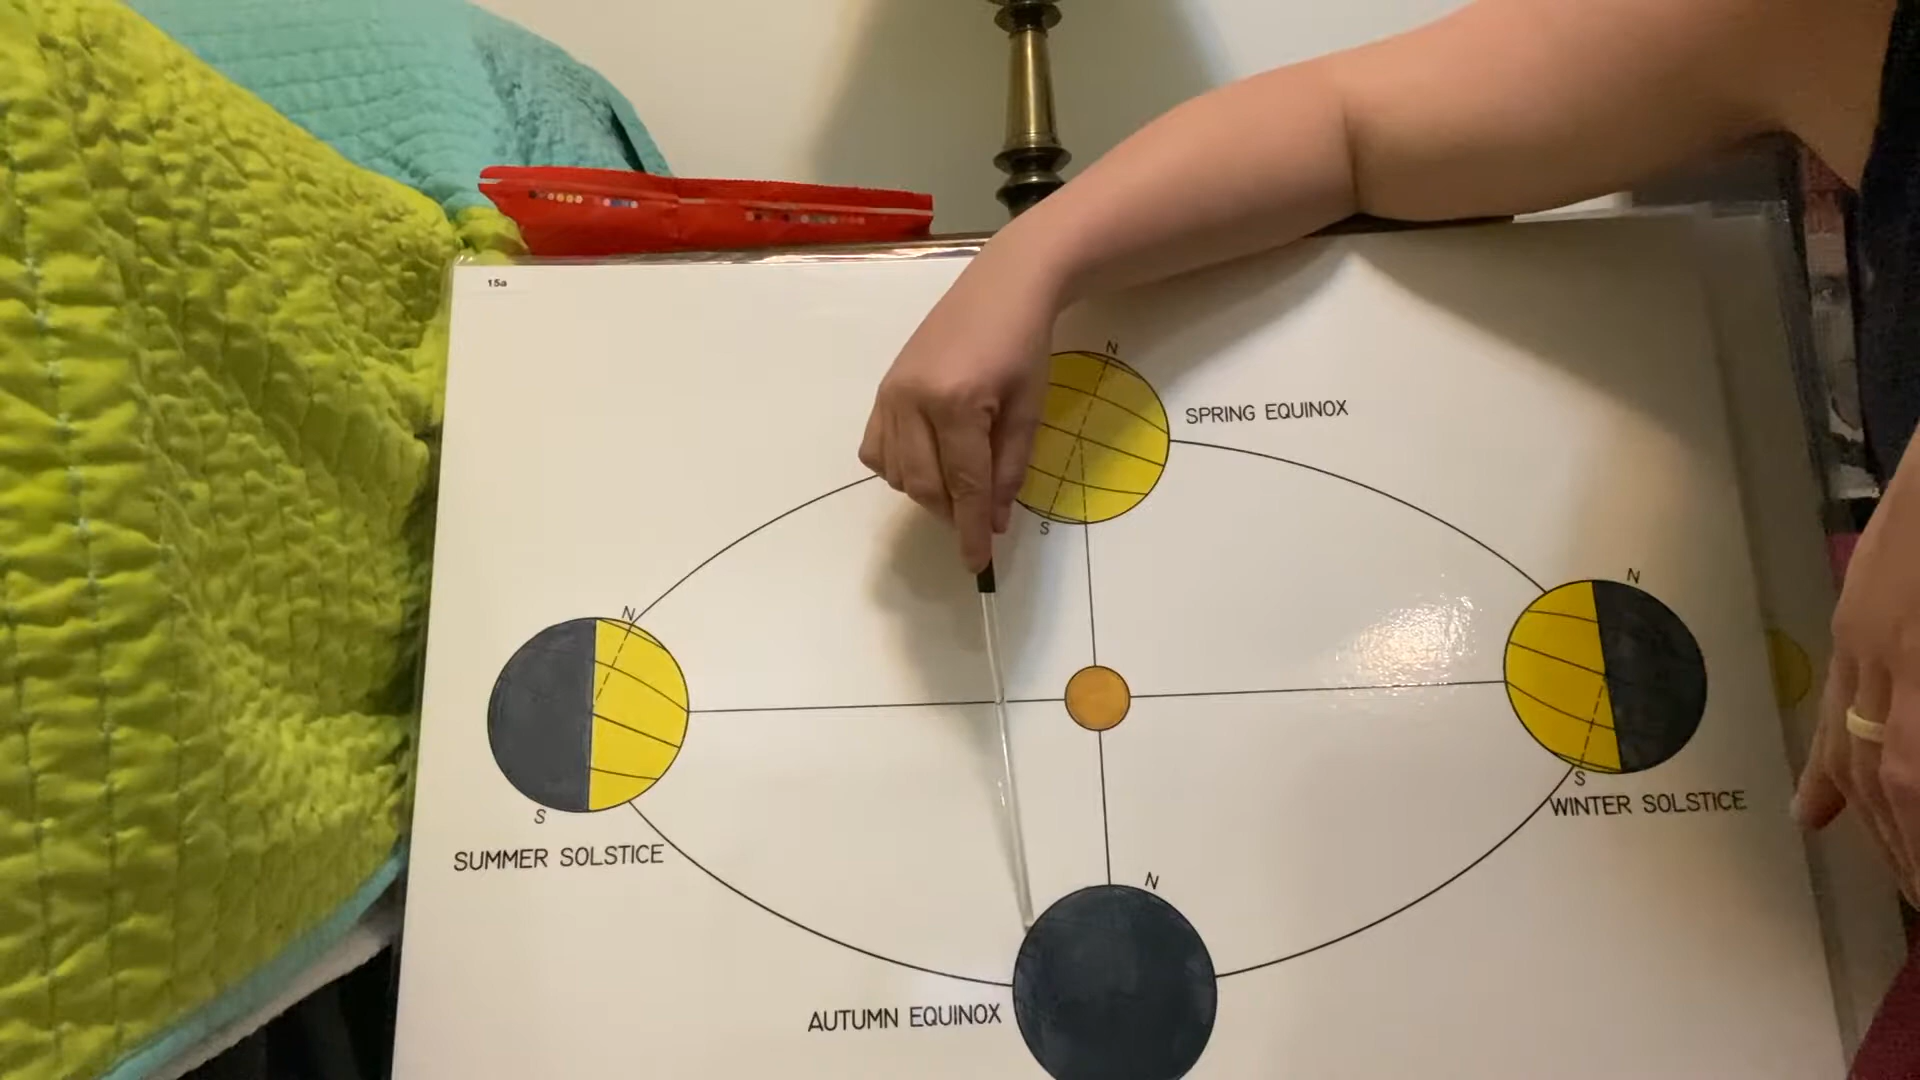 15a
N
SPRING EQUINOX
S
N
N
S
WINTER SOLSTICE
S
SUMMER SOLSTICE
N
AUTUMN EQUINOX